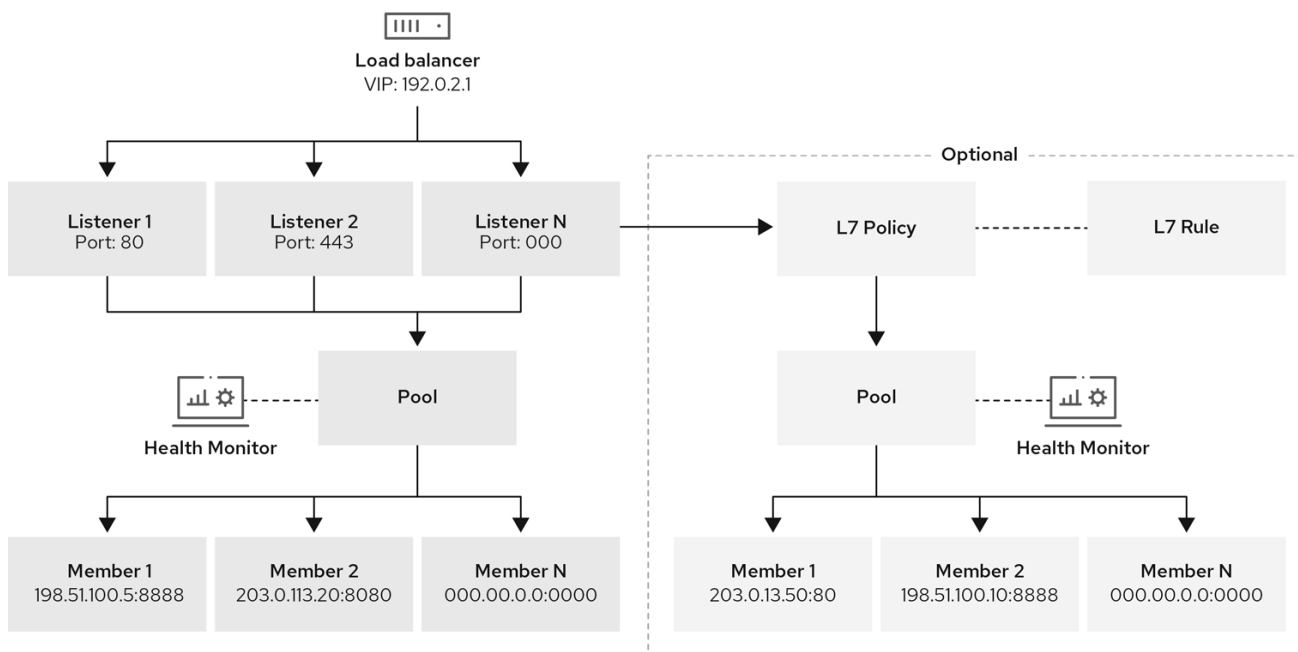 Load balancer
VIP: 192.0.2.1
Optional
Listener 1
Port: 80
Listener 2
Port: 443
Listener N
Port: 000
L7 Policy
L7 Rule
Pool
Health Monitor
Pool
Health Monitor
Member 1
198.51.100.5:8888
Member 2
203.0.113.20:8080
Member N
000.00.0.0:0000
Member 1
203.0.13.50:80
Member 2
198.51.100.10:8888
Member N
000.00.0.0:0000